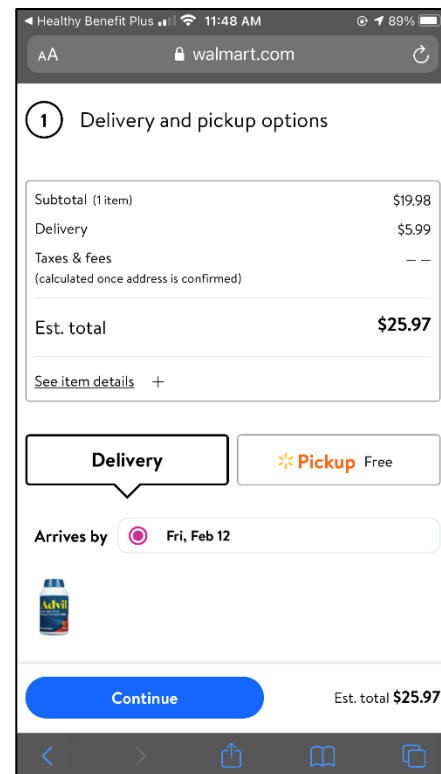 ◀ Healthy Benefit Plus 11:48 AM 89%
AA walmart.com
1 Delivery and pickup options
Subtotal (1 item) $19.98
Delivery $5.99
Taxes & fees – –
(calculated once address is confirmed)
Est. total $25.97
See item details +
Delivery Pickup Free
Arrives by Fri, Feb 12
Advil
Continue Est. total $25.97